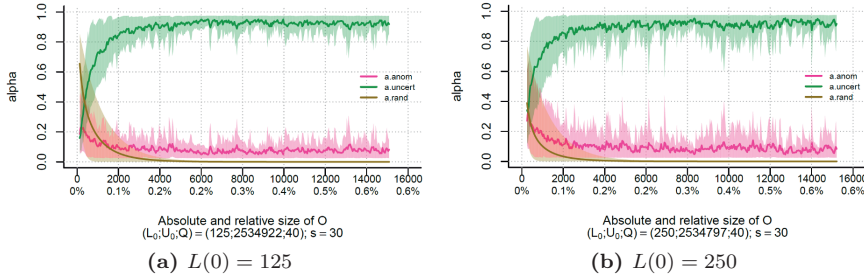 1.0
0.8
0.6
0.4
0.2
0.0
alpha
a.anom
a.uncert
a.rand
0 2000 4000 6000 8000 10000 12000 14000 16000
0% 0.1% 0.2% 0.2% 0.3% 0.4% 0.5% 0.6% 0.6%
Absolute and relative size of O
(L₀;U₀;Q) = (125;2534922;40); s = 30
(a) L(0) = 125
1.0
0.8
0.6
0.4
0.2
0.0
alpha
a.anom
a.uncert
a.rand
0 2000 4000 6000 8000 10000 12000 14000 16000
0% 0.1% 0.2% 0.2% 0.3% 0.4% 0.5% 0.6% 0.6%
Absolute and relative size of O
(L₀;U₀;Q) = (250;2534797;40); s = 30
(b) L(0) = 250